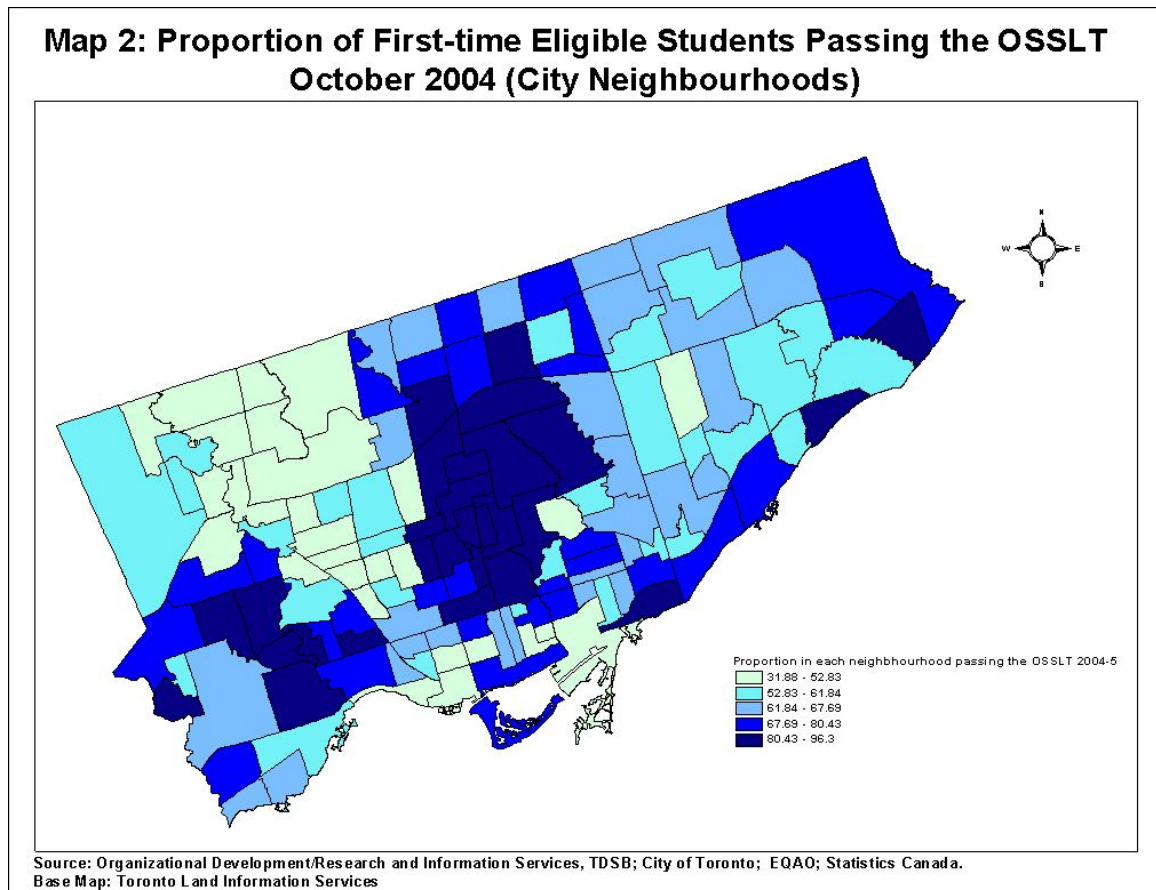 Map 2: Proportion of First-time Eligible Students Passing the OSSLT
October 2004 (City Neighbourhoods)
N
W E
S
Proportion in each neighbhourhood passing the OSSLT 2004-5
31.88 - 52.83
52.83 - 61.84
61.84 - 67.69
67.69 - 80.43
80.43 - 96.3
Source: Organizational Development/Research and Information Services, TDSB; City of Toronto; EQAO; Statistics Canada.
Base Map: Toronto Land Information Services